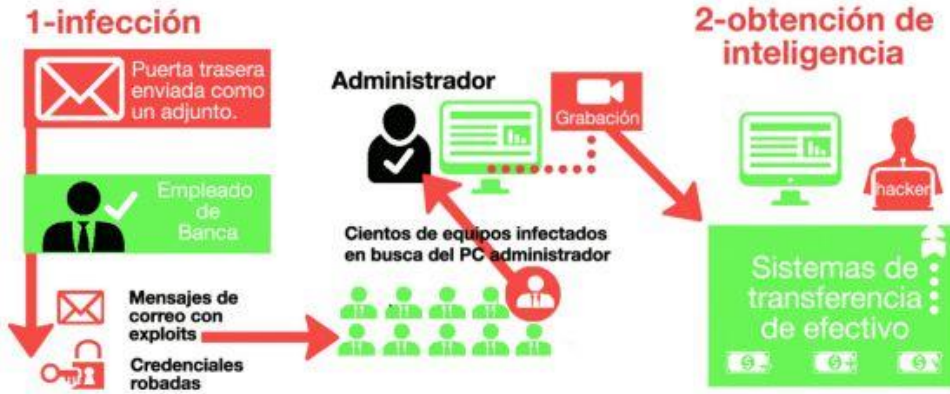 1-infección
Puerta trasera
enviada como
un adjunto.
Empleado
de
Banca
Mensajes de
correo con
exploits
Credenciales
robadas
Administrador
Grabación
Cientos de equipos infectados
en busca del PC administrador
2-obtención de
inteligencia
hacker
Sistemas de
transferencia
de efectivo